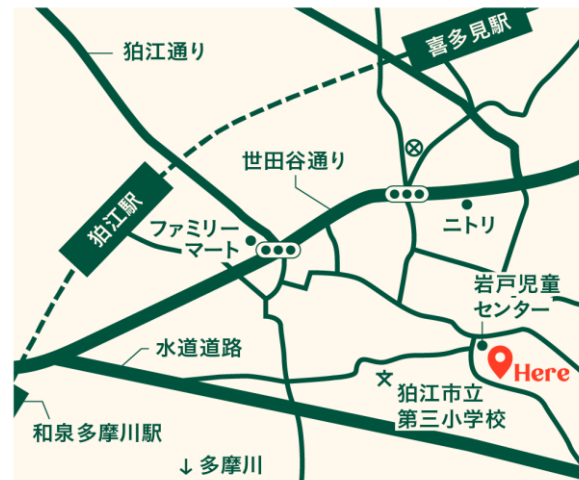 狛江通り
喜多見駅
世田谷通り
狛江駅
ファミリー
マート
ニトリ
岩戸児童
センター
Here
水道道路
文
狛江市立
第三小学校
和泉多摩川駅
↓ 多摩川